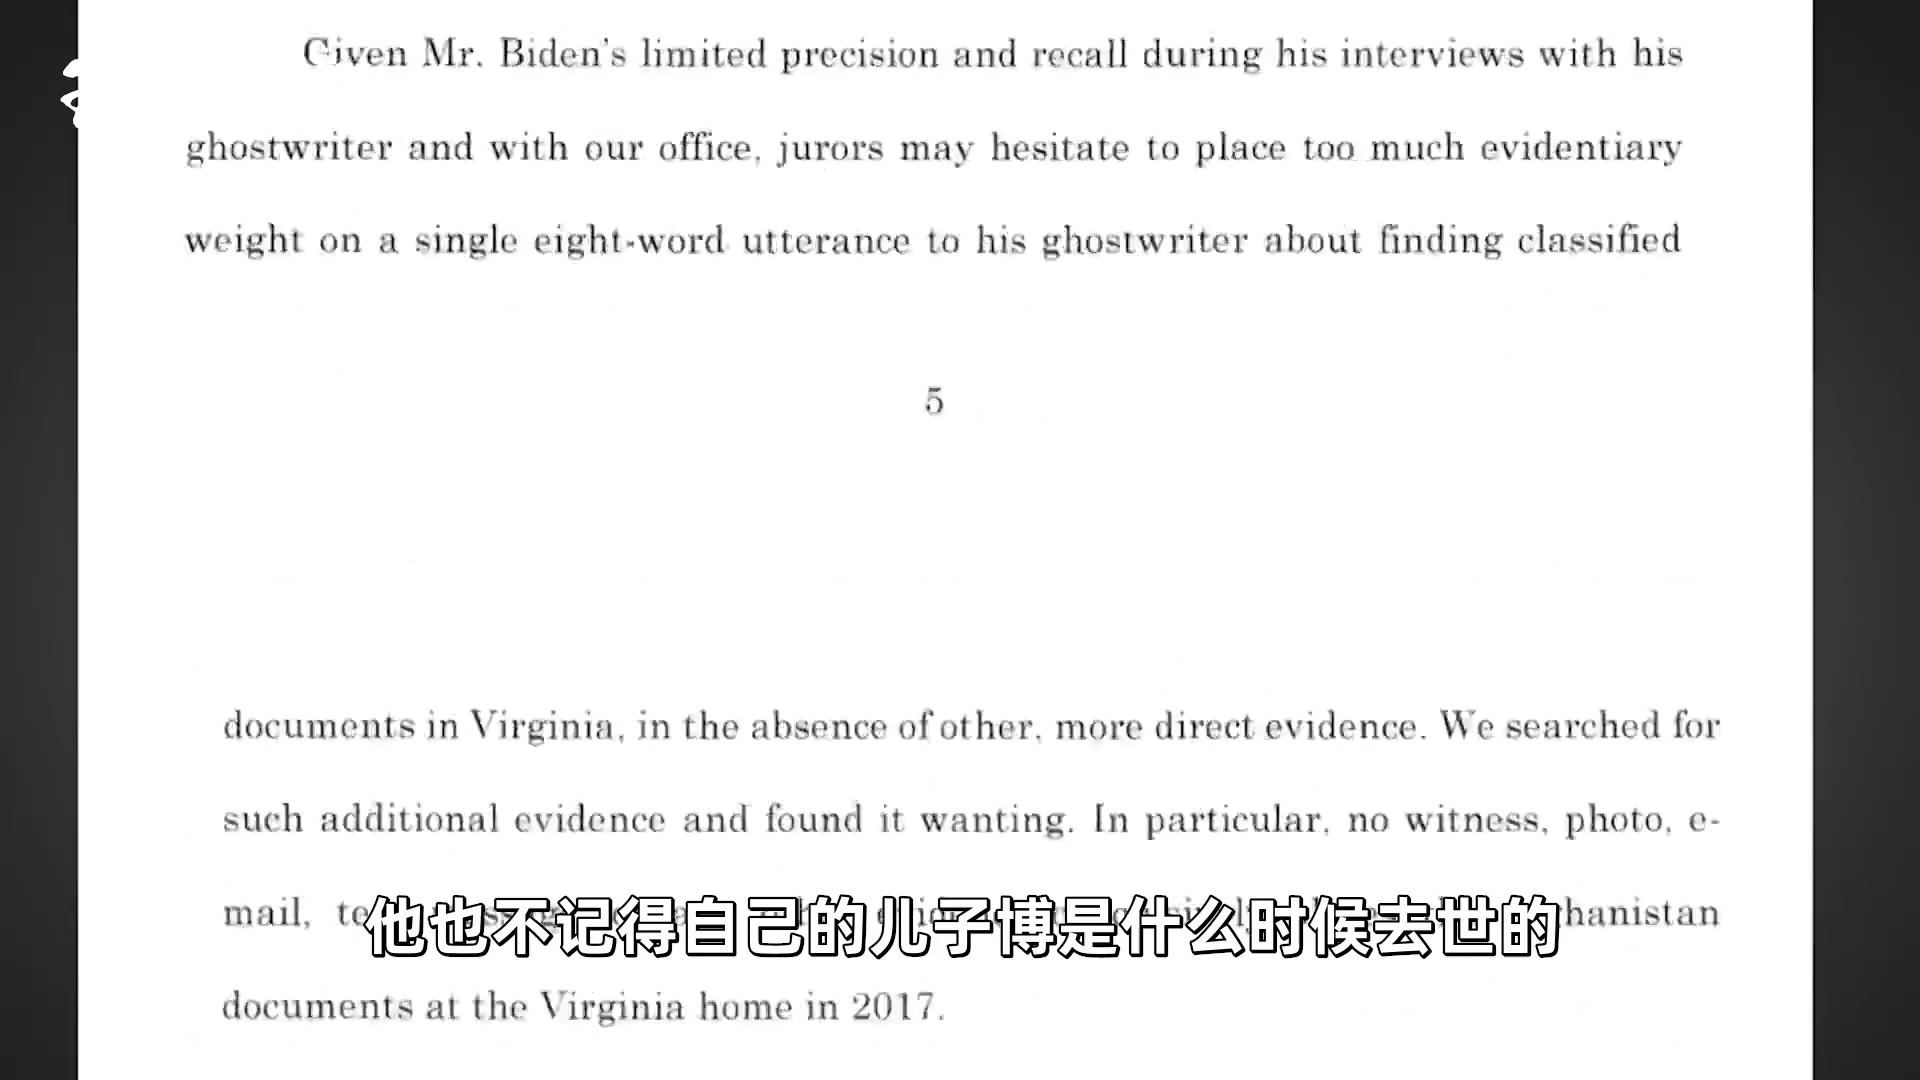 Given Mr. Biden's limited precision and recall during his interviews with his
ghostwriter and with our office, jurors may hesitate to place too much evidentiary
weight on a single eight-word utterance to his ghostwriter about finding classified
5
documents in Virginia, in the absence of other, more direct evidence. We searched for
such additional evidence and found it wanting. In particular, no witness, photo, e-
mail,
他也不记得自己的儿子博是什么时候去世的
documents at the Virginia home in 2017.